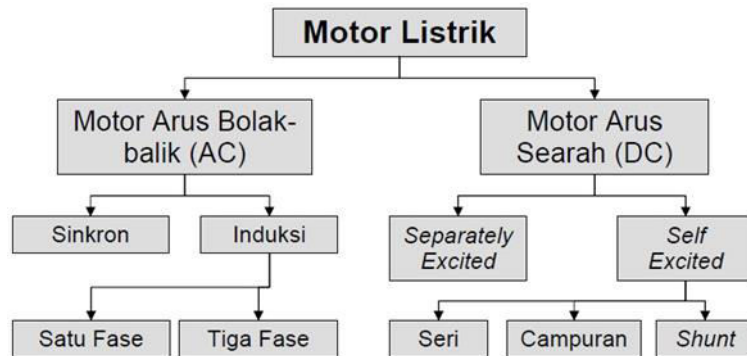 Motor Listrik
Motor Arus Bolak-
balik (AC)
Motor Arus
Searah (DC)
Sinkron
Induksi
Separately
Excited
Self
Excited
Satu Fase
Tiga Fase
Seri
Campuran
Shunt